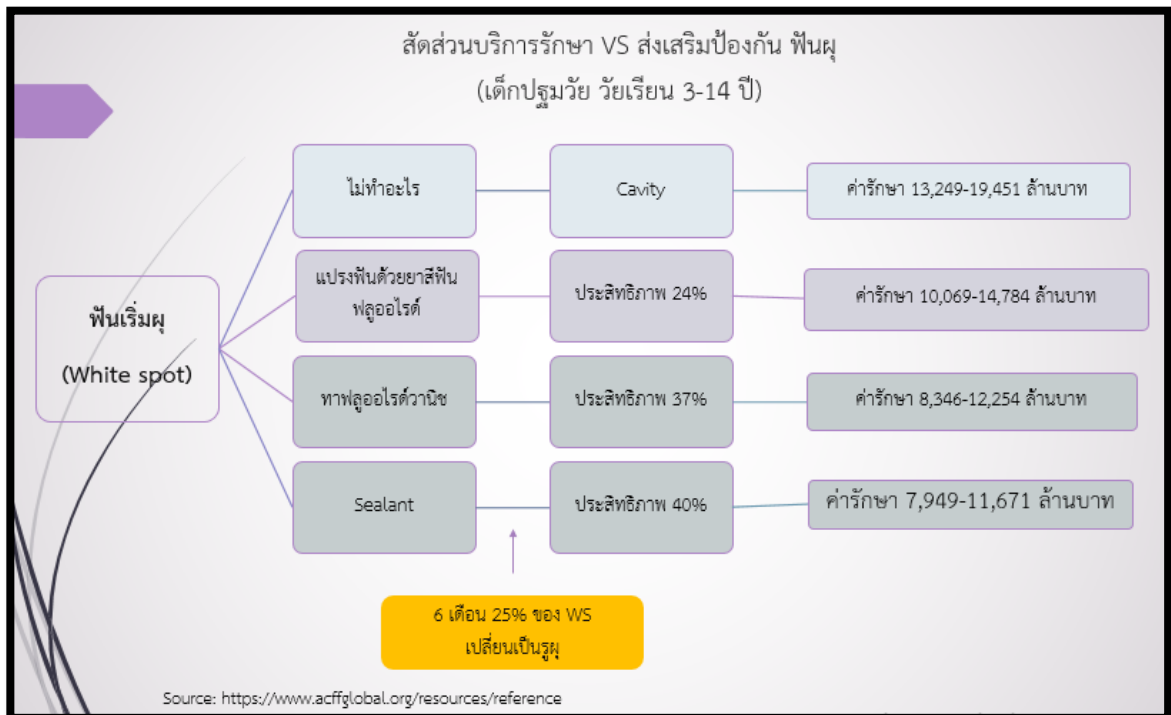 สัดส่วนบริการรักษา VS ส่งเสริมป้องกัน ฟันผุ
(เด็กปฐมวัย วัยเรียน 3-14 ปี)
ฟันเริ่มผุ
(White spot)
ไม่ทำอะไร
Cavity
ค่ารักษา 13,249-19,451 ล้านบาท
แปรงฟันด้วยยาสีฟัน
ฟลูออไรด์
ประสิทธิภาพ 24%
ค่ารักษา 10,069-14,784 ล้านบาท
ทาฟลูออไรด์วานิช
ประสิทธิภาพ 37%
ค่ารักษา 8,346-12,254 ล้านบาท
Sealant
ประสิทธิภาพ 40%
ค่ารักษา 7,949-11,671 ล้านบาท
6 เดือน 25% ของ WS
เปลี่ยนเป็นรูผุ
Source: https://www.acffglobal.org/resources/reference